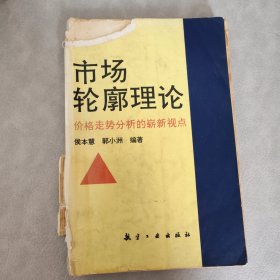 市场
轮廓理论
价格走势分析的崭新视点
侯本慧 郭小洲 编著
航空工业出版社